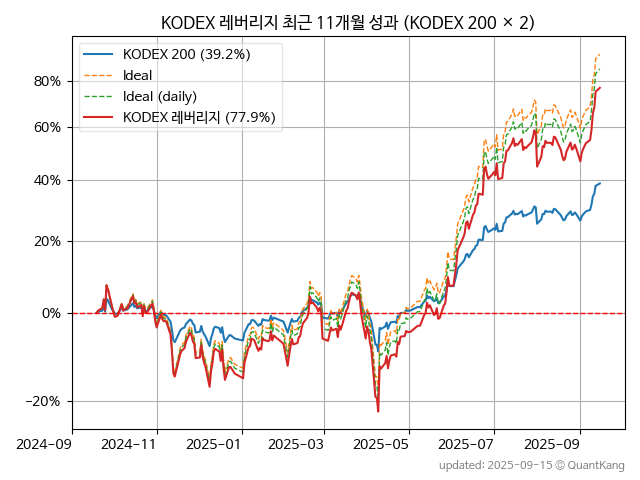 KODEX 레버리지 최근 11개월 성과 (KODEX 200 × 2)
KODEX 200 (39.2%)
Ideal
Ideal (daily)
KODEX 레버리지 (77.9%)
80%
60%
40%
20%
0%
−20%
2024-09 2024-11 2025-01 2025-03 2025-05 2025-07 2025-09
updated: 2025-09-15 © QuantKang